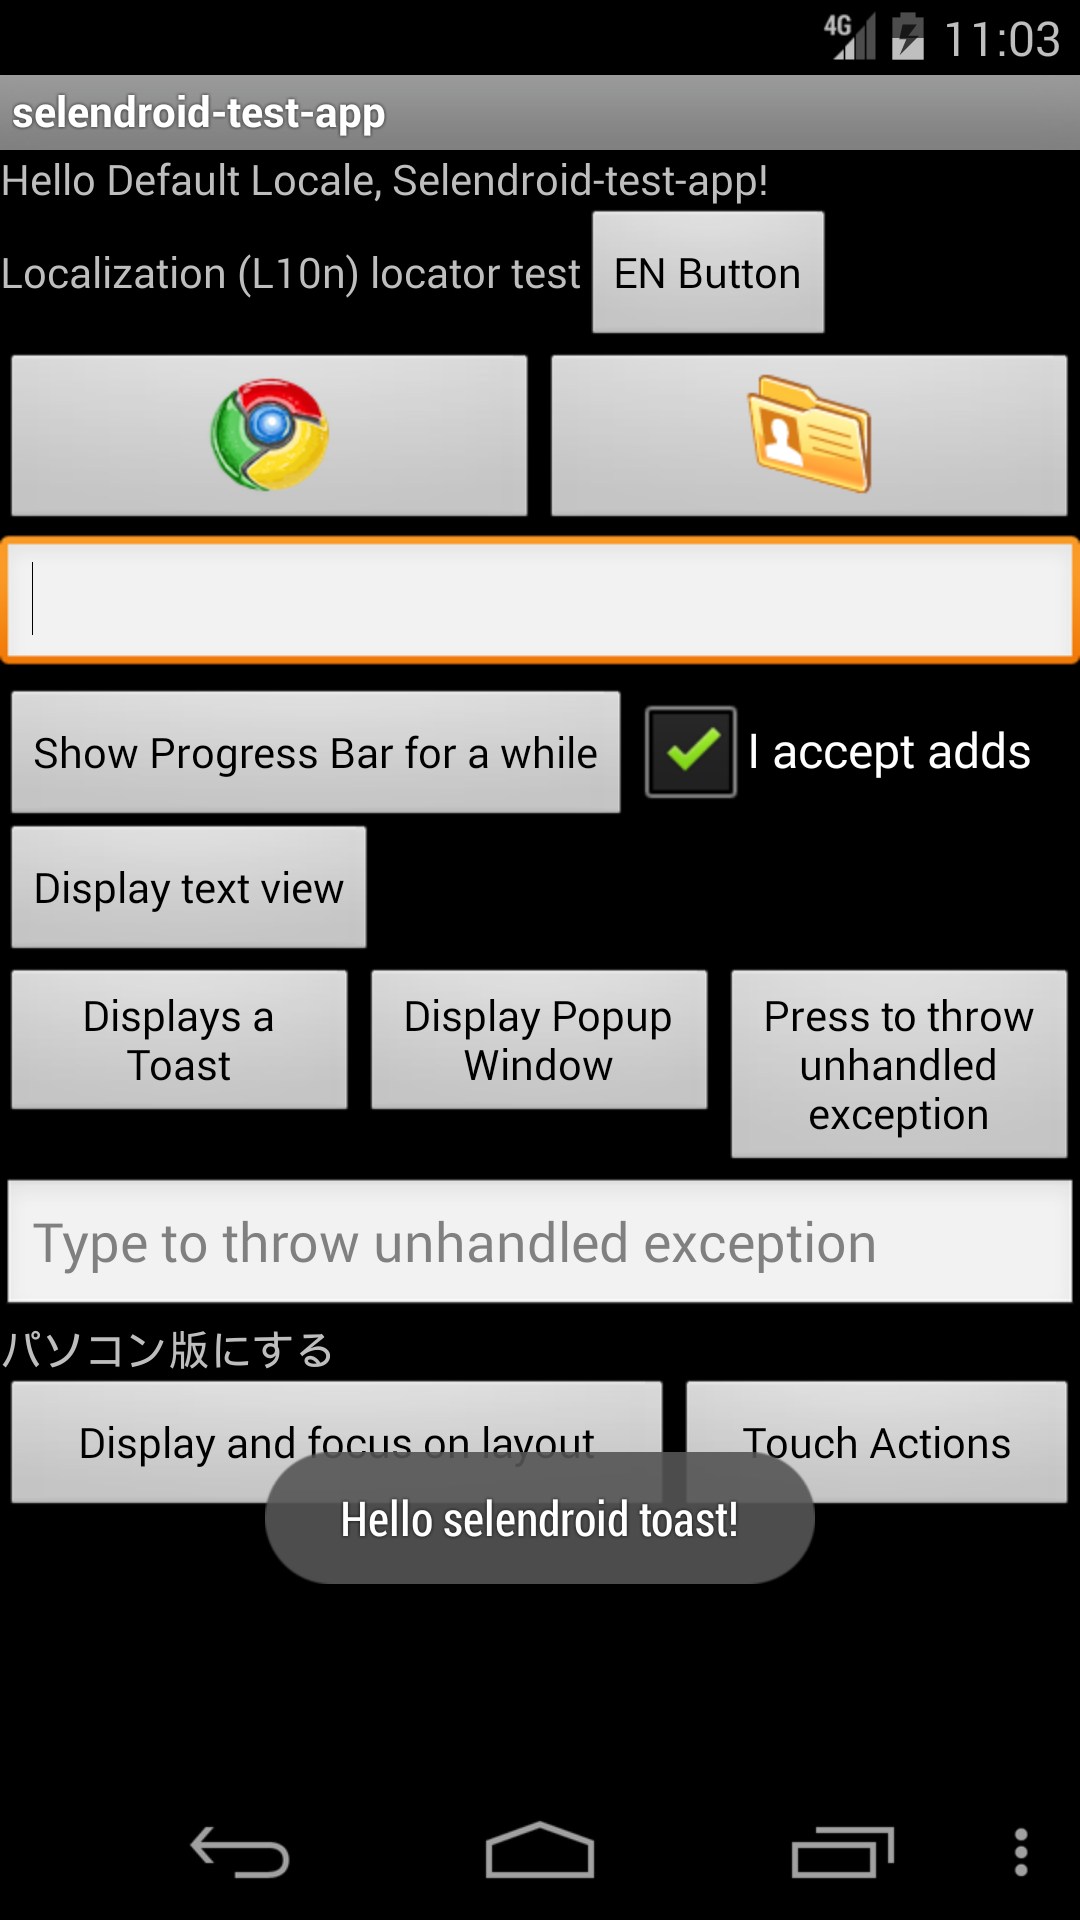 4G 11:03
selendroid-test-app
Hello Default Locale, Selendroid-test-app!
Localization (L10n) locator test EN Button
Show Progress Bar for a while I accept adds
Display text view
Displays a
Toast
Display Popup
Window
Press to throw
unhandled
exception
Type to throw unhandled exception
パソコン版にする
Display and focus on layout Touch Actions
Hello selendroid toast!